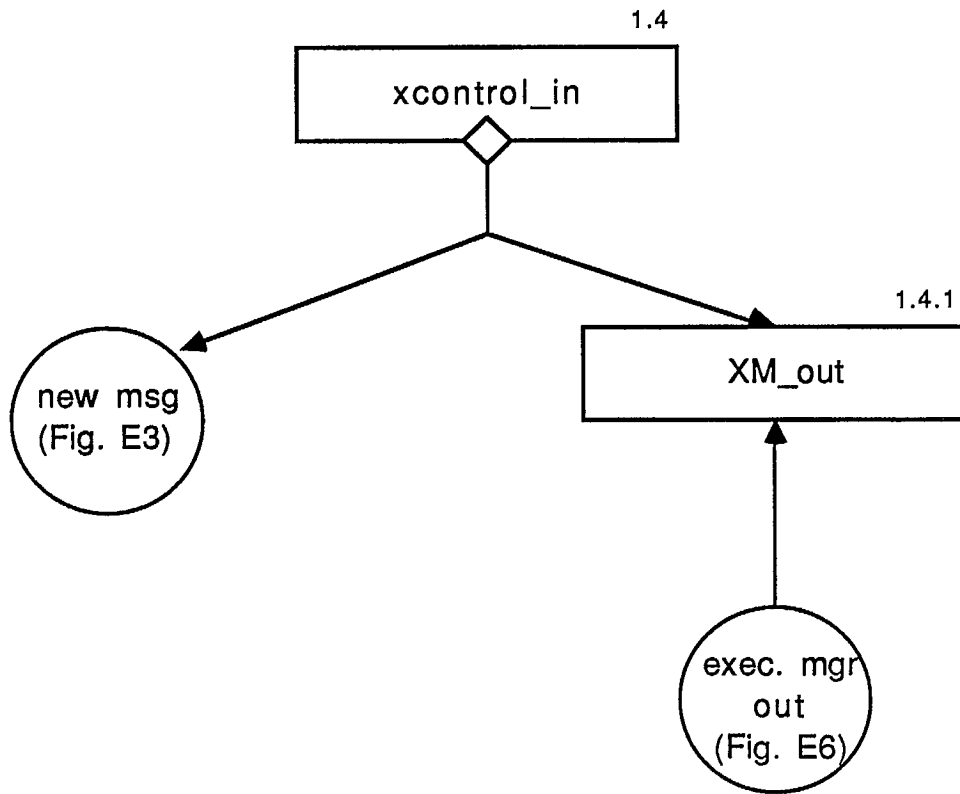 1.4
xcontrol_in
1.4.1
XM_out
new msg
(Fig. E3)
exec. mgr
out
(Fig. E6)